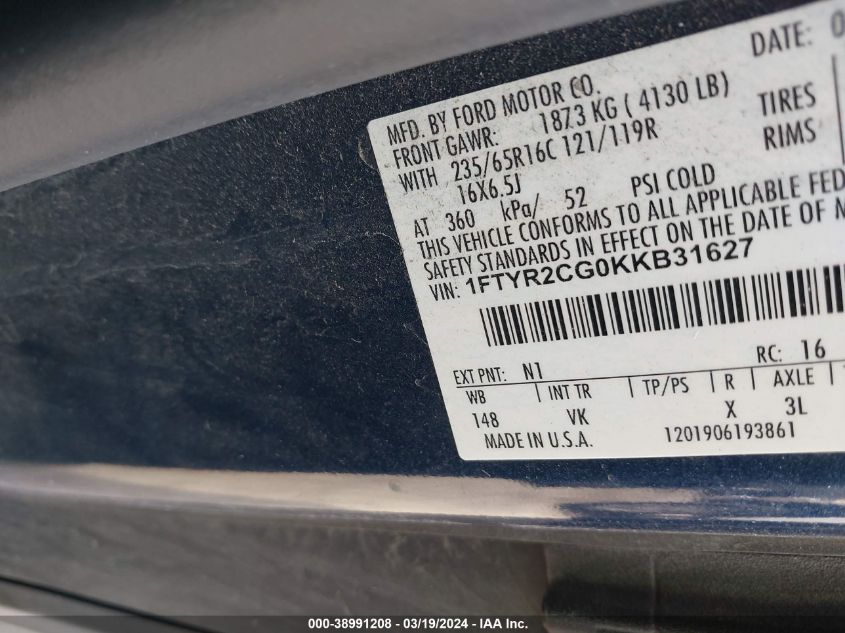 DATE: 0
MFD. BY FORD MOTOR CO.
FRONT GAWR: 1873 KG ( 4130 LB)
WITH 235/65R16C 121/119R TIRES
16X6.5J RIMS
AT 360 kPa/ 52 PSI COLD
THIS VEHICLE CONFORMS TO ALL APPLICABLE FED
SAFETY STANDARDS IN EFFECT ON THE DATE OF M
VIN: 1FTYR2CG0KKB31627
EXT PNT: N1 RC: 16
WB INT TR TP/PS R AXLE
148 VK X 3L
MADE IN U.S.A. 1201906193861
000-38991208 - 03/19/2024 - IAA Inc.